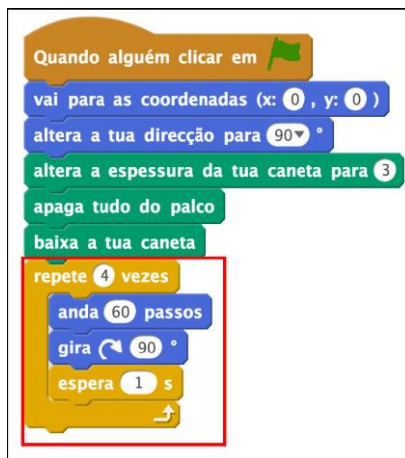 Quando alguém clicar em
vai para as coordenadas (x: 0 , y: 0 )
altera a tua direcção para 90 °
altera a espessura da tua caneta para 3
apaga tudo do palco
baixa a tua caneta
repete 4 vezes
anda 60 passos
gira 90 °
espera 1 s